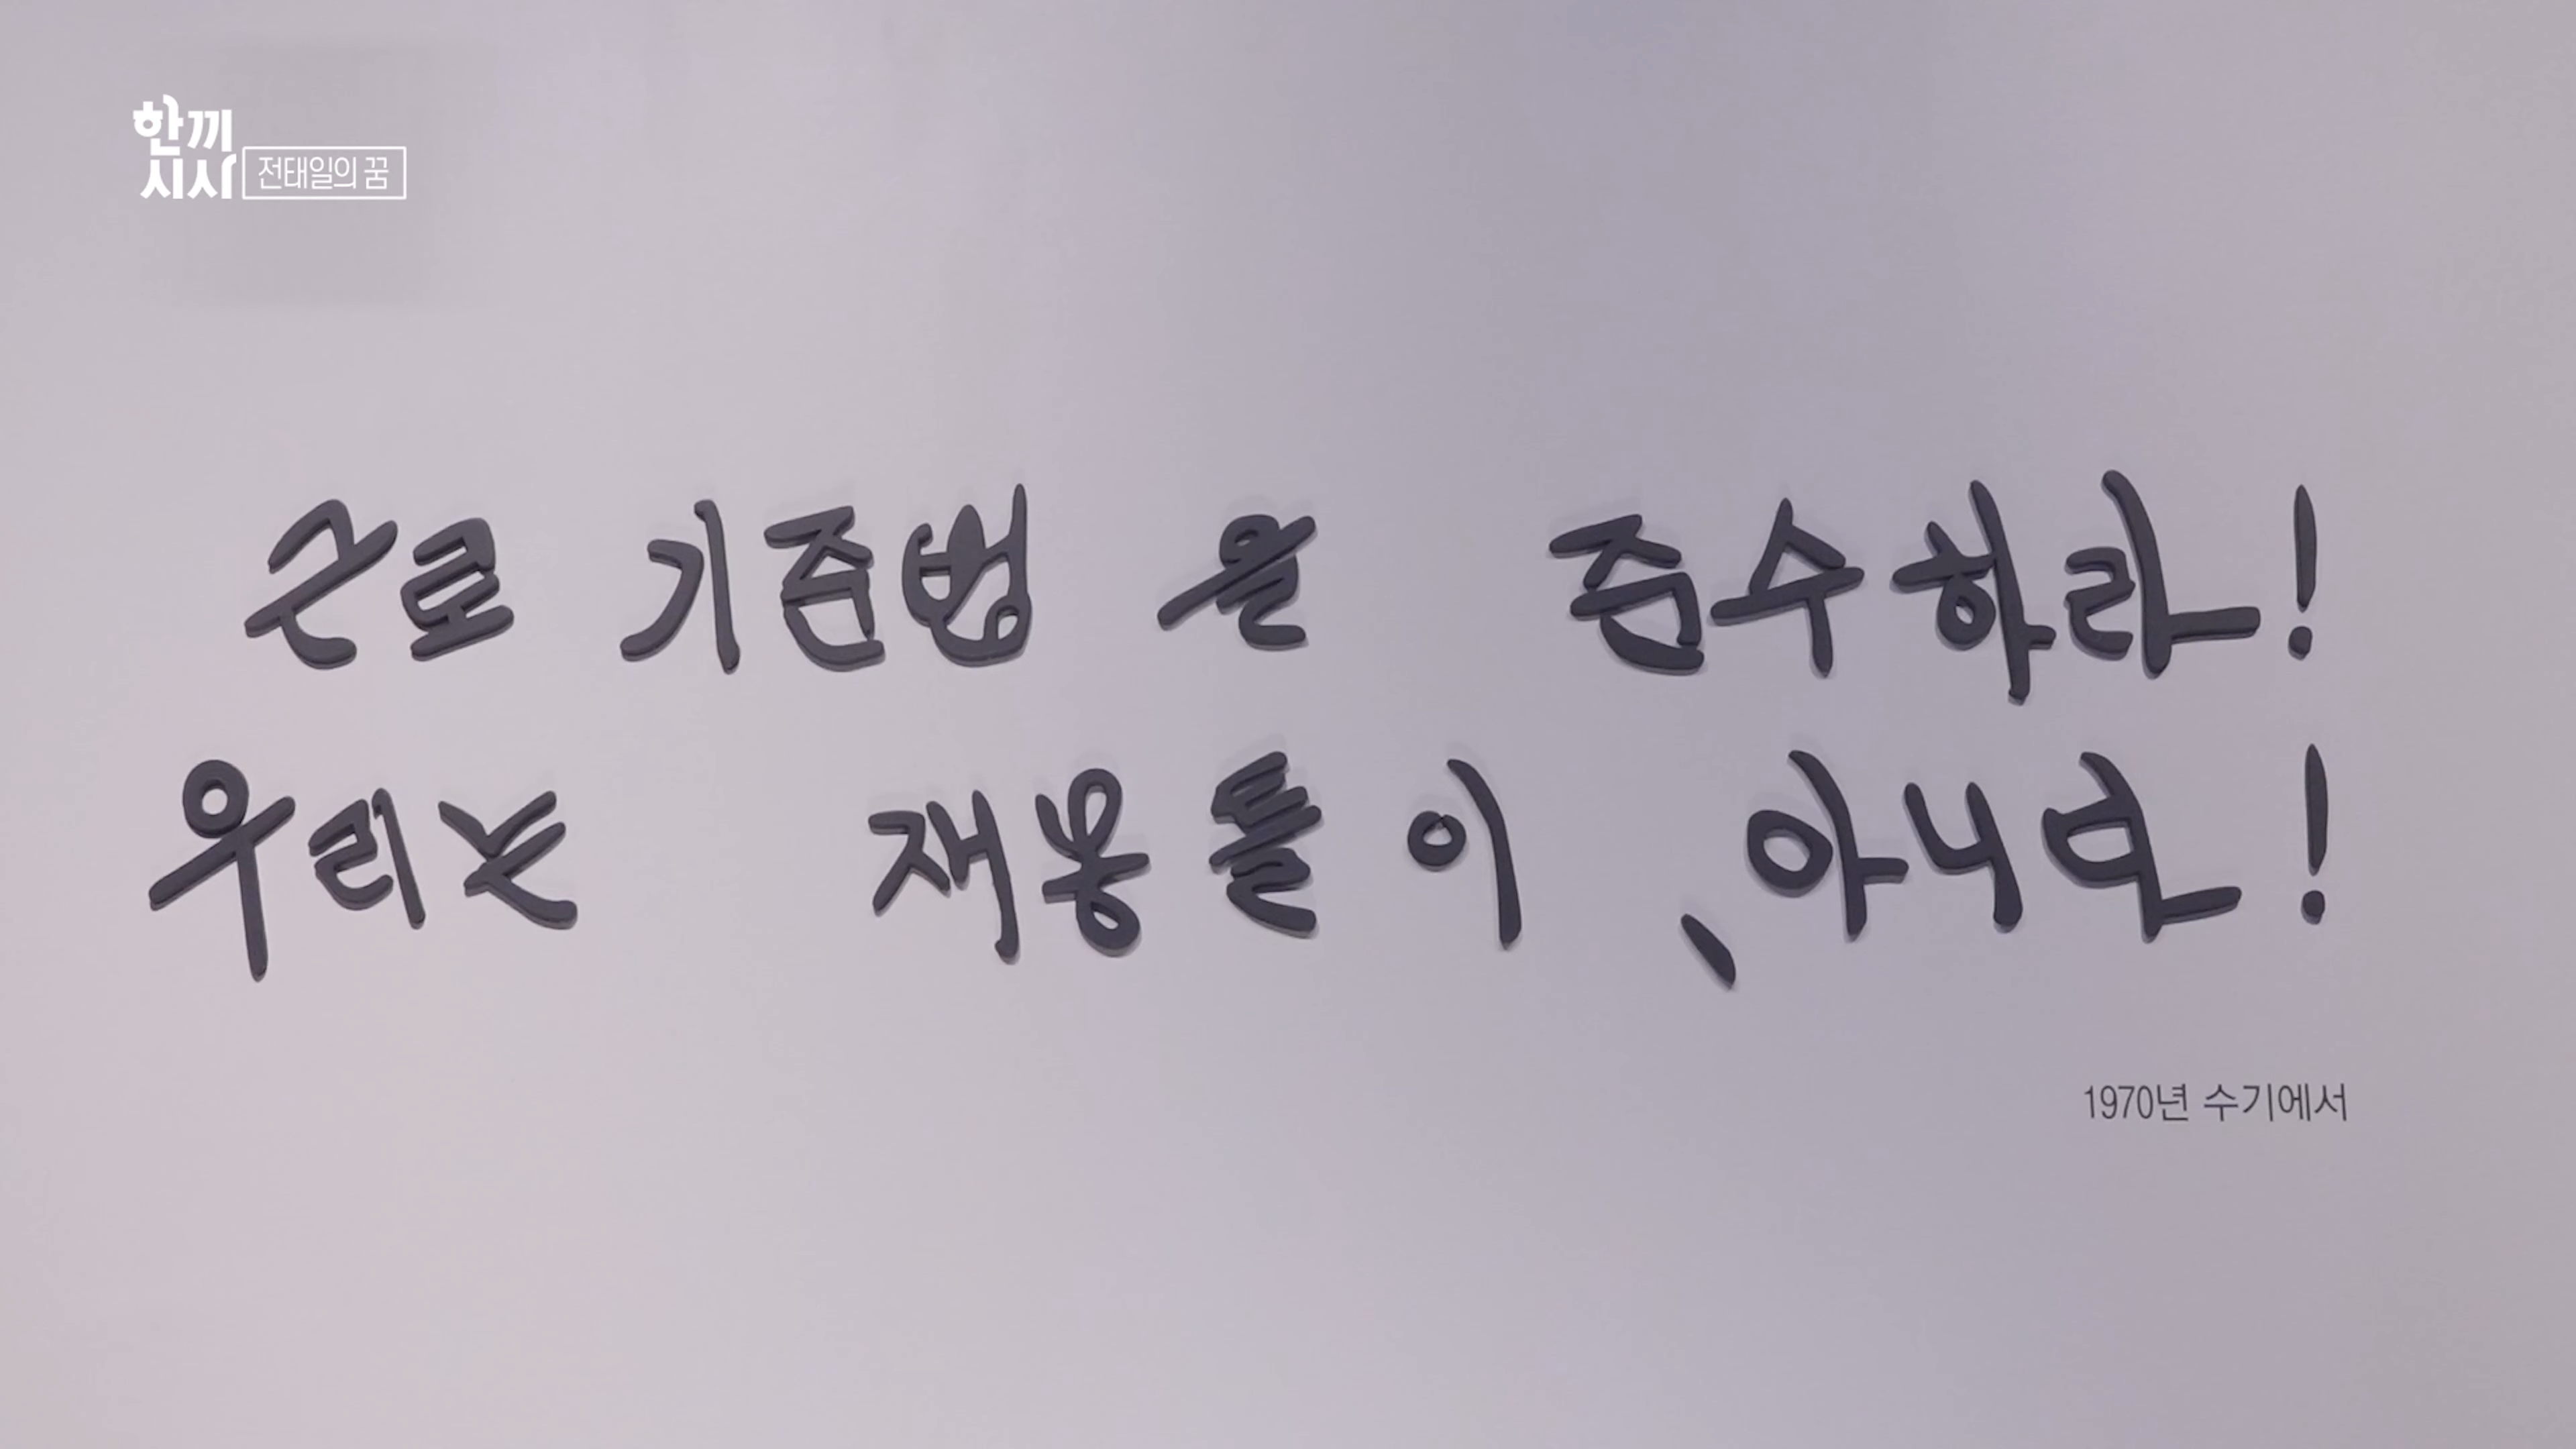 한끼
시사 전태일의 꿈
근로 기준법 을 준수하라!
우리는 재봉틀이 아니다!
1970년 수기에서